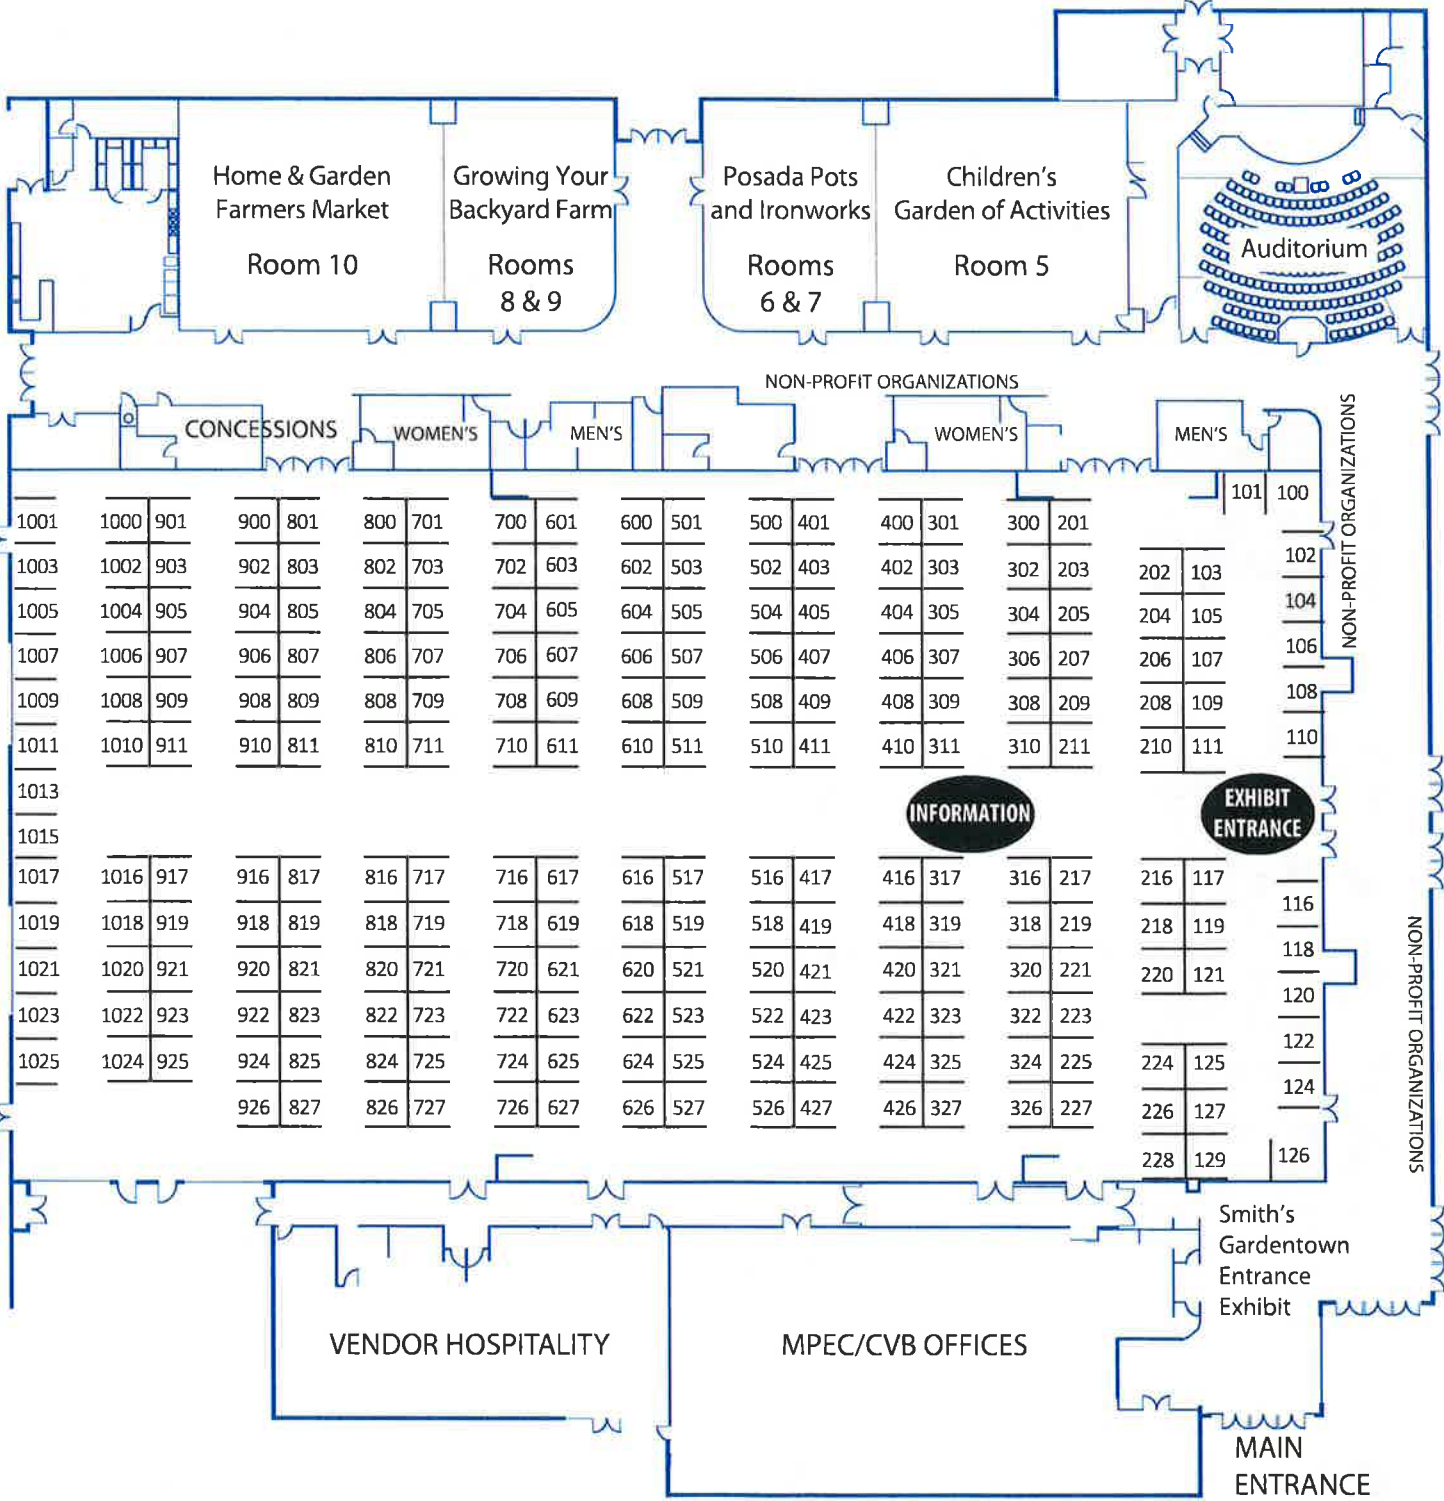 Home & Garden
Farmers Market
Room 10
Growing Your
Backyard Farm
Rooms
8 & 9
Posada Pots
and Ironworks
Rooms
6 & 7
Children's
Garden of Activities
Room 5
Auditorium
NON-PROFIT ORGANIZATIONS
CONCESSIONS
WOMEN'S
MEN'S
WOMEN'S
MEN'S
NON-PROFIT ORGANIZATIONS
101 100
1001 1000 901 900 801 800 701 700 601 600 501 500 401 400 301 300 201
102
1003 1002 903 902 803 802 703 702 603 602 503 502 403 402 303 302 203 202 103
104
1005 1004 905 904 805 804 705 704 605 604 505 504 405 404 305 304 205 204 105
106
1007 1006 907 906 807 806 707 706 607 606 507 506 407 406 307 306 207 206 107
108
1009 1008 909 908 809 808 709 708 609 608 509 508 409 408 309 308 209 208 109
110
1011 1010 911 910 811 810 711 710 611 610 511 510 411 410 311 310 211 210 111
1013
INFORMATION
EXHIBIT
ENTRANCE
1015
1017 1016 917 916 817 816 717 716 617 616 517 516 417 416 317 316 217 216 117
116
1019 1018 919 918 819 818 719 718 619 618 519 518 419 418 319 318 219 218 119
118
1021 1020 921 920 821 820 721 720 621 620 521 520 421 420 321 320 221 220 121
120
1023 1022 923 922 823 822 723 722 623 622 523 522 423 422 323 322 223
122
1025 1024 925 924 825 824 725 724 625 624 525 524 425 424 325 324 225 224 125
124
926 827 826 727 726 627 626 527 526 427 426 327 326 227 226 127
228 129 126
NON-PROFIT ORGANIZATIONS
Smith's
Gardentown
Entrance
Exhibit
VENDOR HOSPITALITY
MPEC/CVB OFFICES
MAIN
ENTRANCE